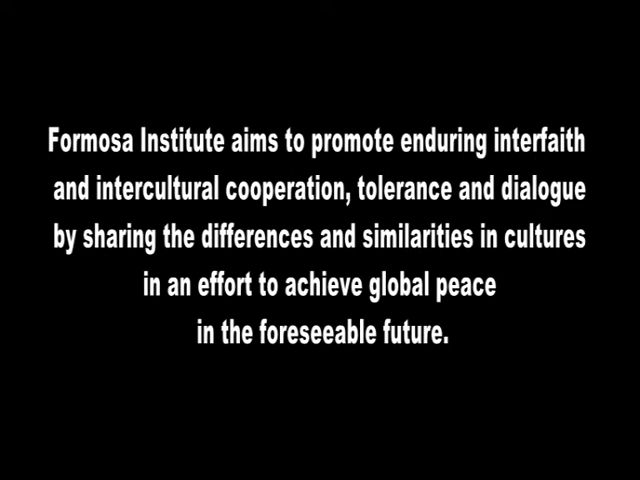 Formosa Institute aims to promote enduring interfaith
and intercultural cooperation, tolerance and dialogue
by sharing the differences and similarities in cultures
in an effort to achieve global peace
in the foreseeable future.